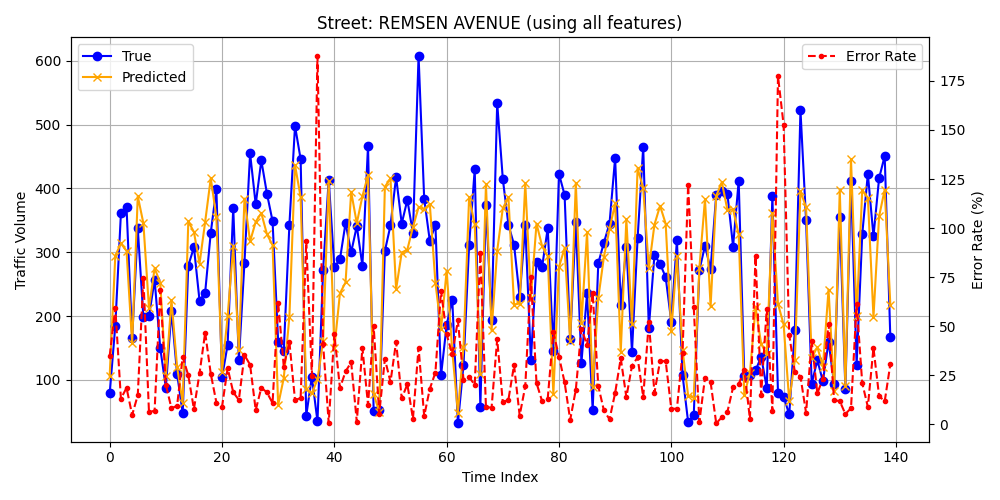 Street: REMSEN AVENUE (using all features)
True
Predicted
Error Rate
600
500
400
300
200
100
Traffic Volume
175
150
125
100
75
50
25
0
Error Rate (%)
0 20 40 60 80 100 120 140
Time Index